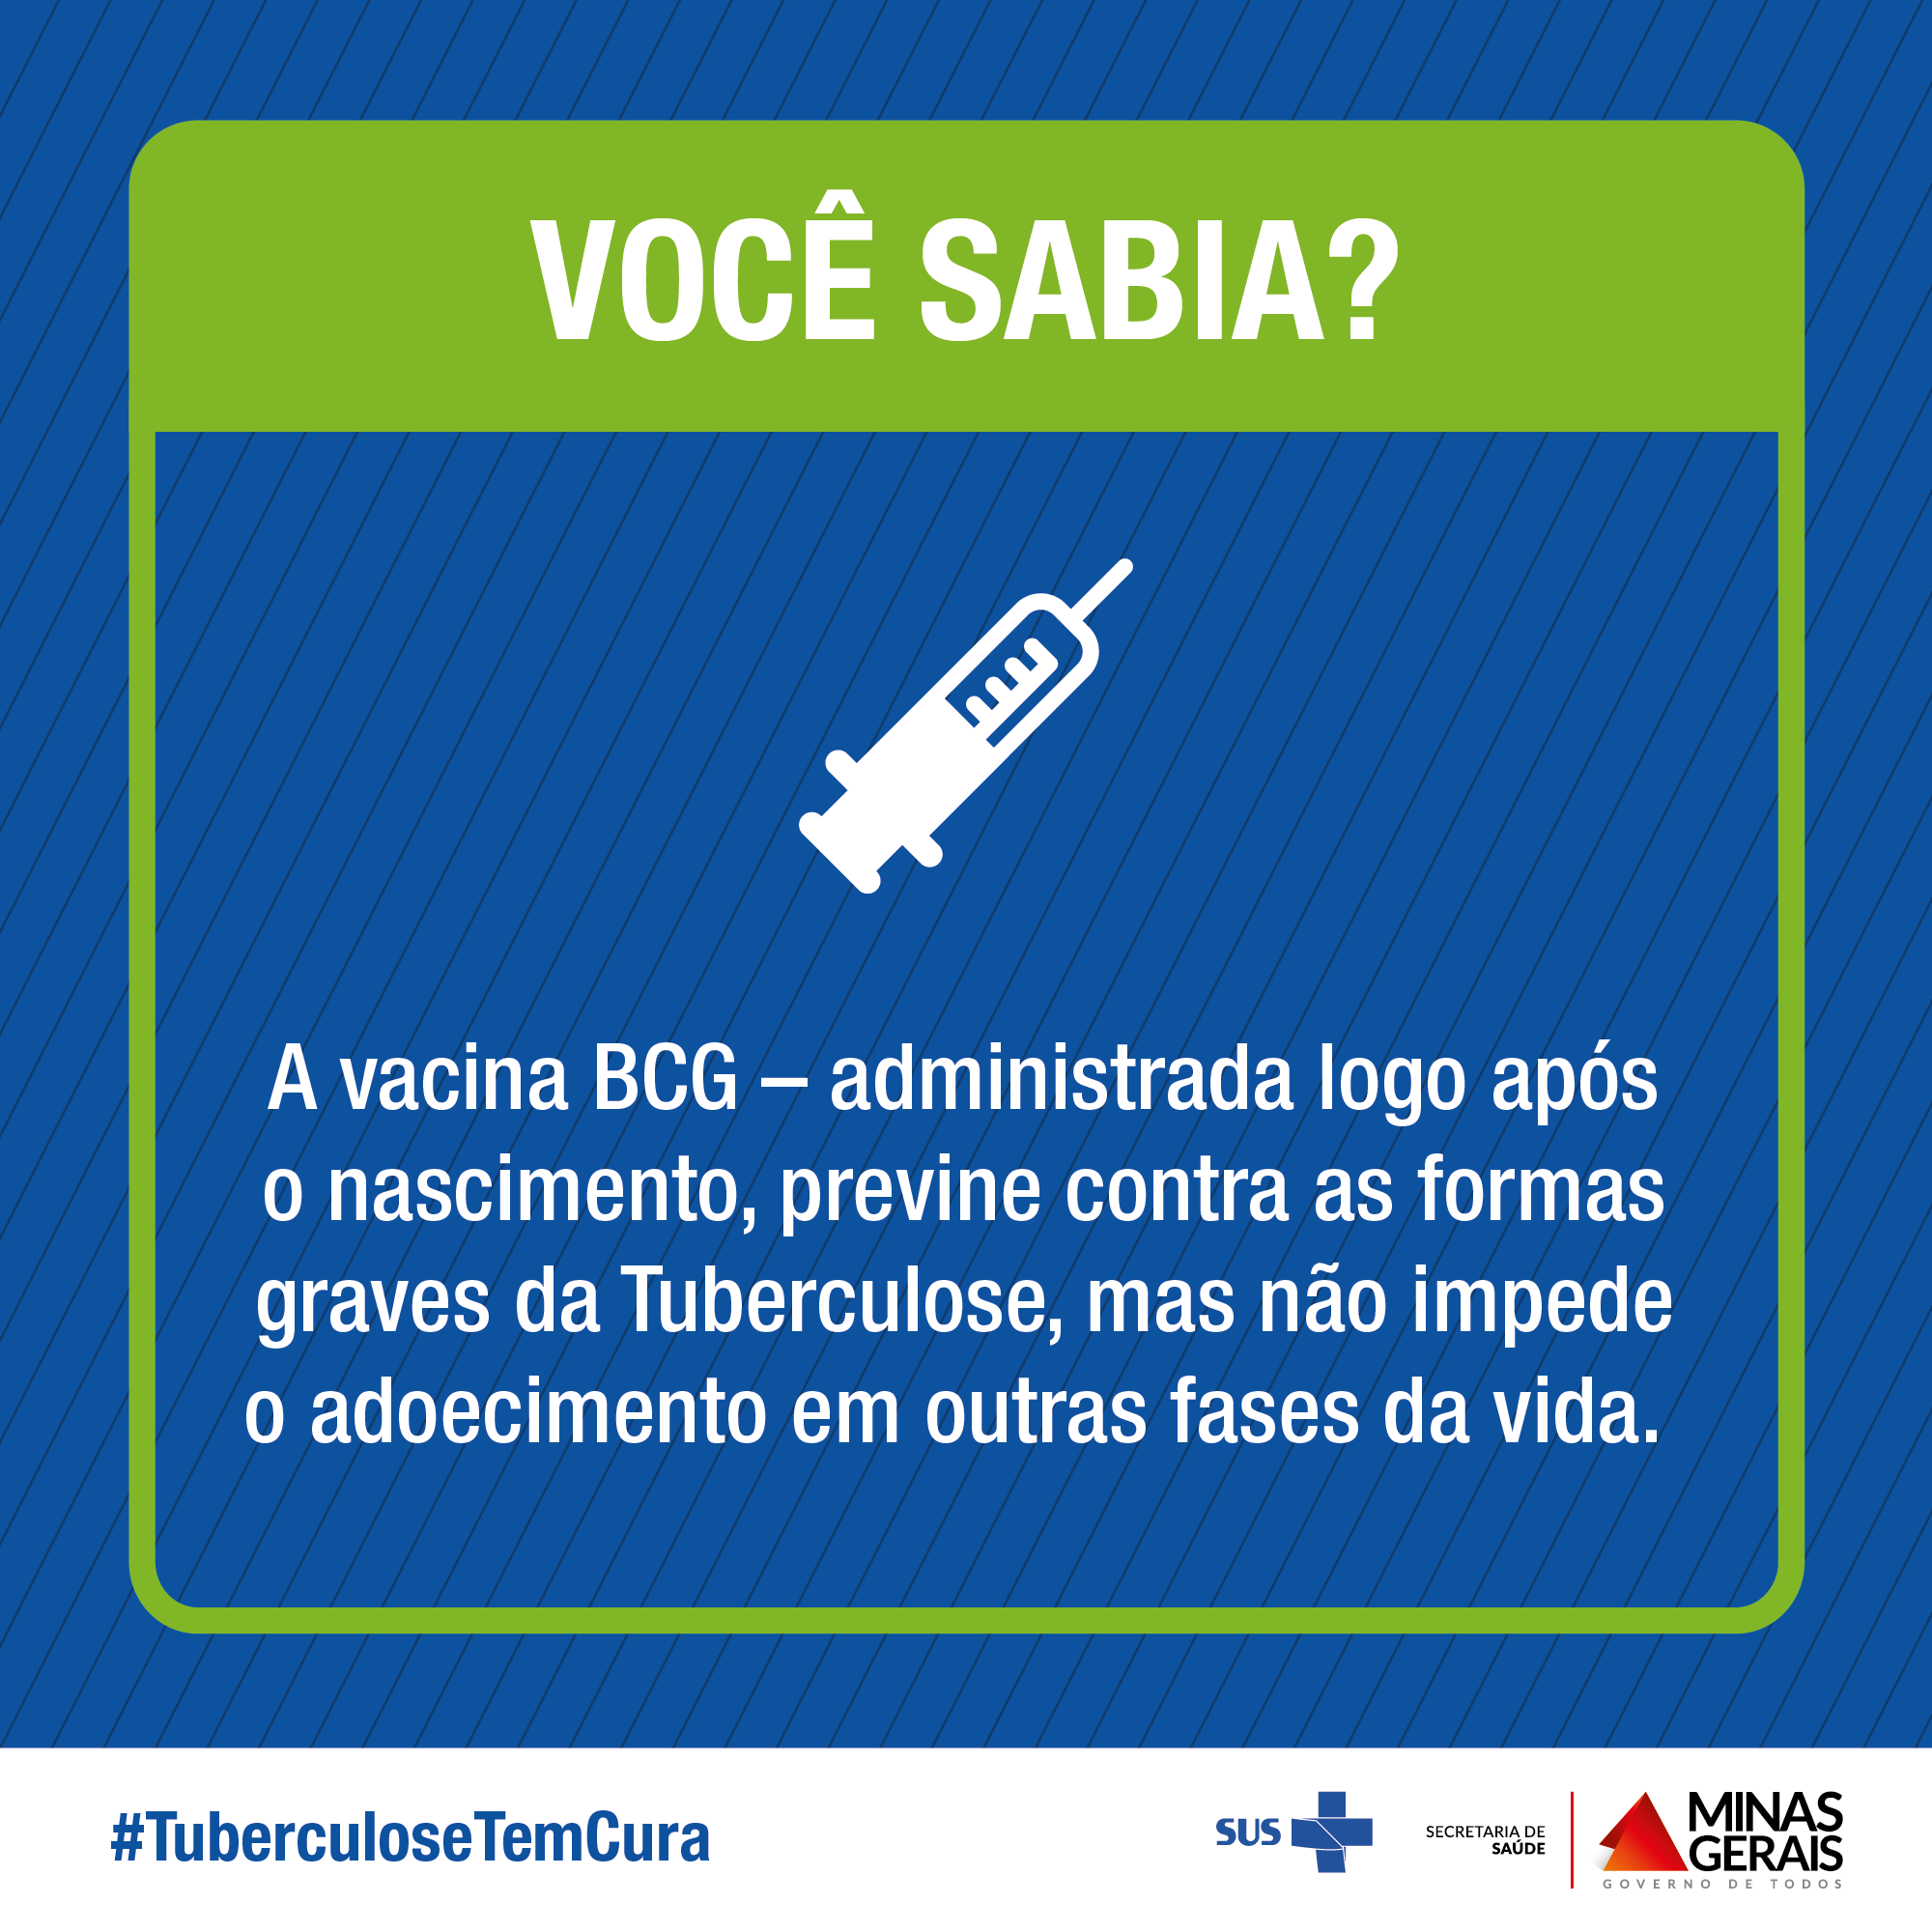 VOCÊ SABIA?
A vacina BCG – administrada logo após
o nascimento, previne contra as formas
graves da Tuberculose, mas não impede
o adoecimento em outras fases da vida.
#TuberculoseTemCura
SUS
SECRETARIA DE
SAÚDE
MINAS
GERAIS
GOVERNO DE TODOS